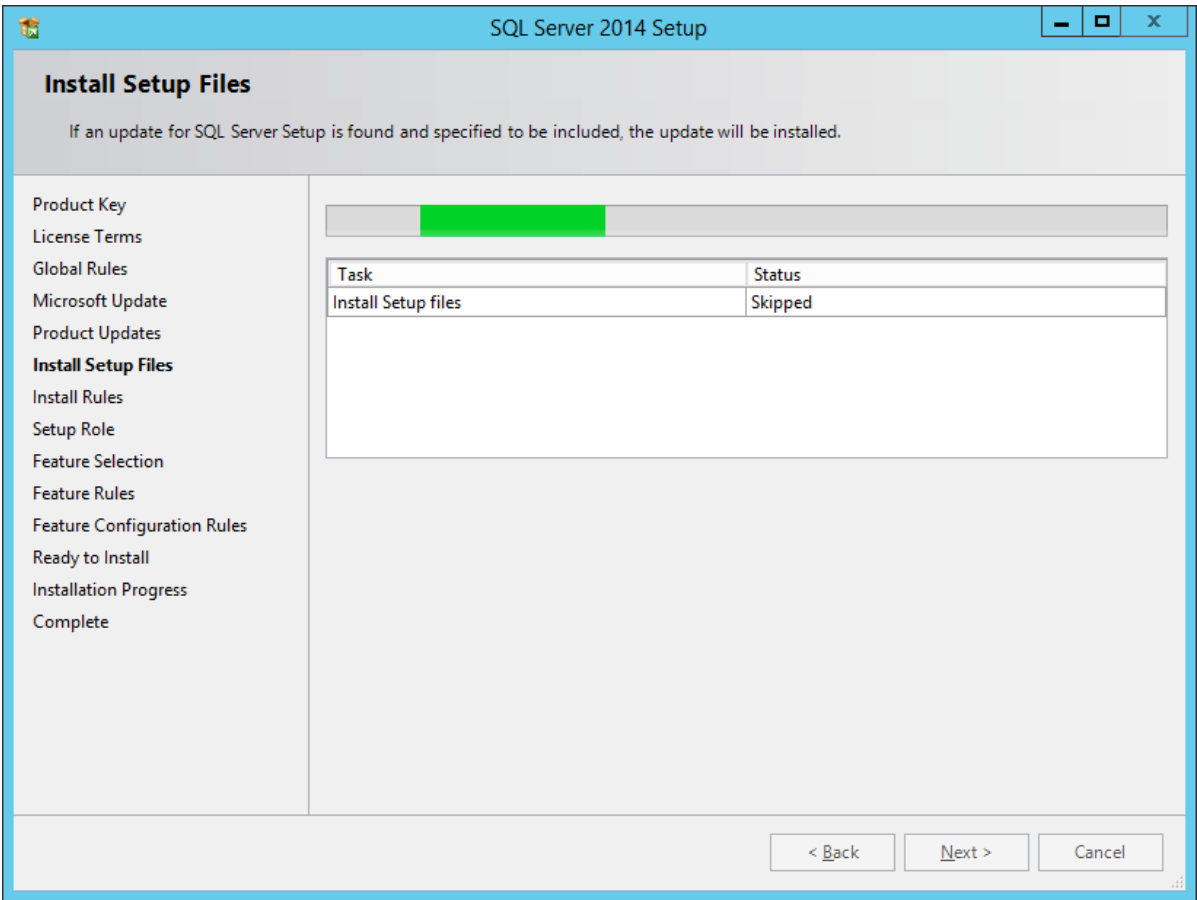 SQL Server 2014 Setup
Install Setup Files
If an update for SQL Server Setup is found and specified to be included, the update will be installed.
Product Key
License Terms
Global Rules
Microsoft Update
Product Updates
Install Setup Files
Install Rules
Setup Role
Feature Selection
Feature Rules
Feature Configuration Rules
Ready to Install
Installation Progress
Complete
Task Status
Install Setup files Skipped
< Back Next > Cancel